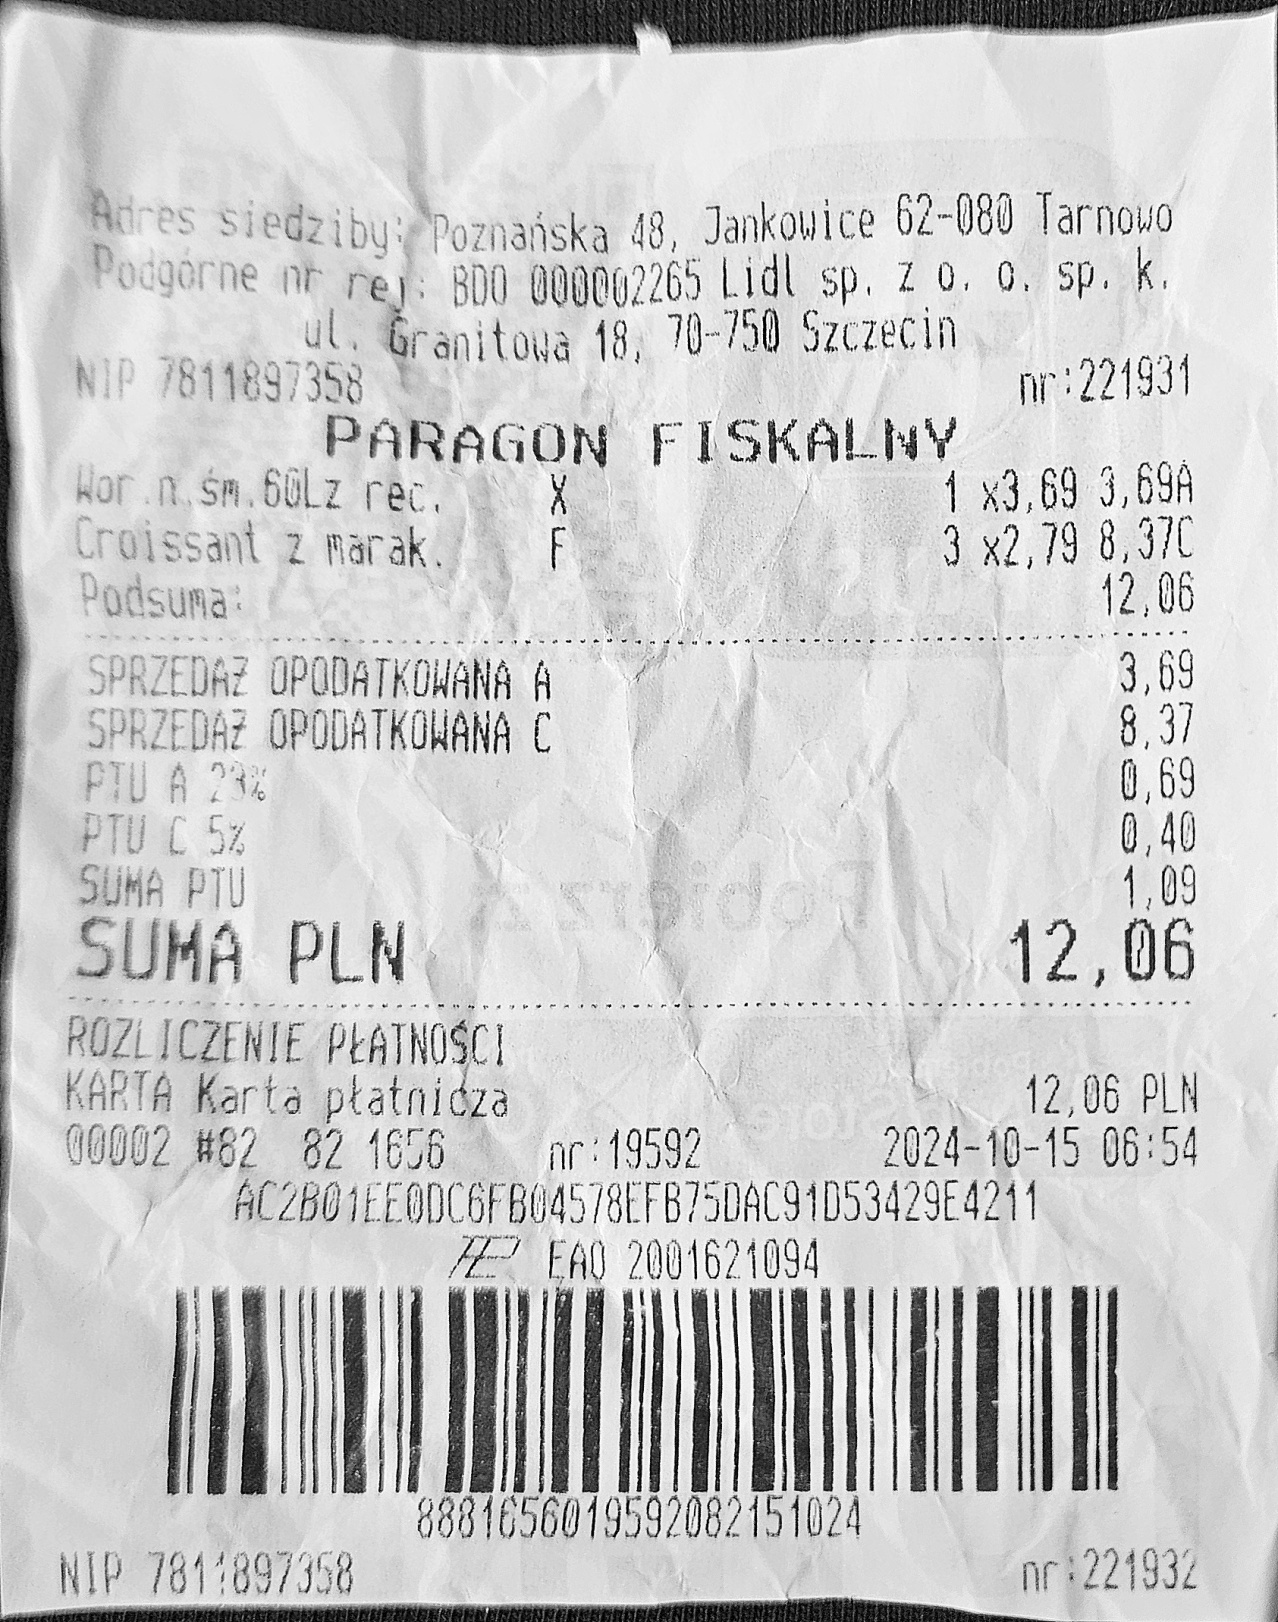 Adres siedziby: Poznańska 48, Jankowice 62-080 Tarnowo
Podgórne nr rej: BDO 000002265 Lidl sp. z o. o. sp. k.
ul. Granitowa 18, 70-750 Szczecin
NIP 7811897358 nr:221931
PARAGON FISKALNY
Wor.n.śm.60Lz rec. X 1 x3,69 3,69A
Croissant z marak. F 3 x2,79 8,37C
Podsuma: 12,06
SPRZEDAŻ OPODATKOWANA A 3,69
SPRZEDAŻ OPODATKOWANA C 8,37
PTU A 23% 0,69
PTU C 5% 0,40
SUMA PTU 1,09
SUMA PLN 12,06
ROZLICZENIE PŁATNOŚCI
KARTA Karta płatnicza 12,06 PLN
00002 #82 82 1656 nr:19592 2024-10-15 06:54
AC2B01EE0DC6FB04578EFB75DAC91D53429E4211
EAO 2001621094
8881656019592082151024
NIP 7811897358 nr:221932